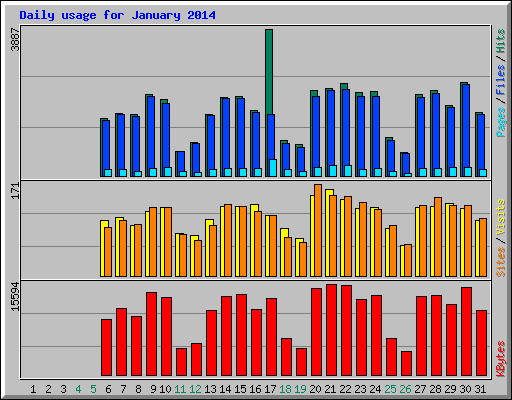 Daily usage for January 2014
3887
Pages / Files / Hits
171
Sites / Visits
15594
KBytes
1 2 3 4 5 6 7 8 9 10 11 12 13 14 15 16 17 18 19 20 21 22 23 24 25 26 27 28 29 30 31